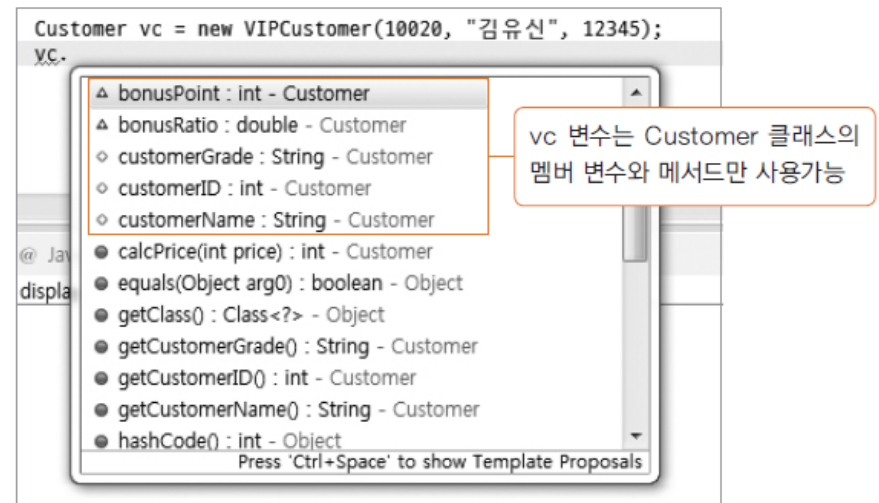 Customer vc = new VIPCustomer(10020, "김유신", 12345);
vc.
bonusPoint : int - Customer
bonusRatio : double - Customer
customerGrade : String - Customer
customerID : int - Customer
customerName : String - Customer
calcPrice(int price) : int - Customer
equals(Object arg0) : boolean - Object
getClass() : Class<?> - Object
getCustomerGrade() : String - Customer
getCustomerID() : int - Customer
getCustomerName() : String - Customer
hashCode() : int - Object
Press 'Ctrl+Space' to show Template Proposals
vc 변수는 Customer 클래스의
멤버 변수와 메서드만 사용가능
@ Jav
displa